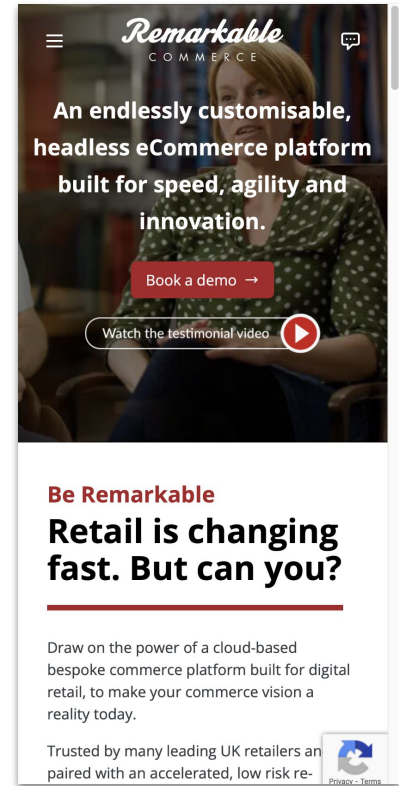 Remarkable
COMMERCE
An endlessly customisable,
headless eCommerce platform
built for speed, agility and
innovation.
Book a demo →
Watch the testimonial video
Be Remarkable
Retail is changing
fast. But can you?
Draw on the power of a cloud-based
bespoke commerce platform built for digital
retail, to make your commerce vision a
reality today.
Trusted by many leading UK retailers an
paired with an accelerated, low risk re-
Privacy - Terms